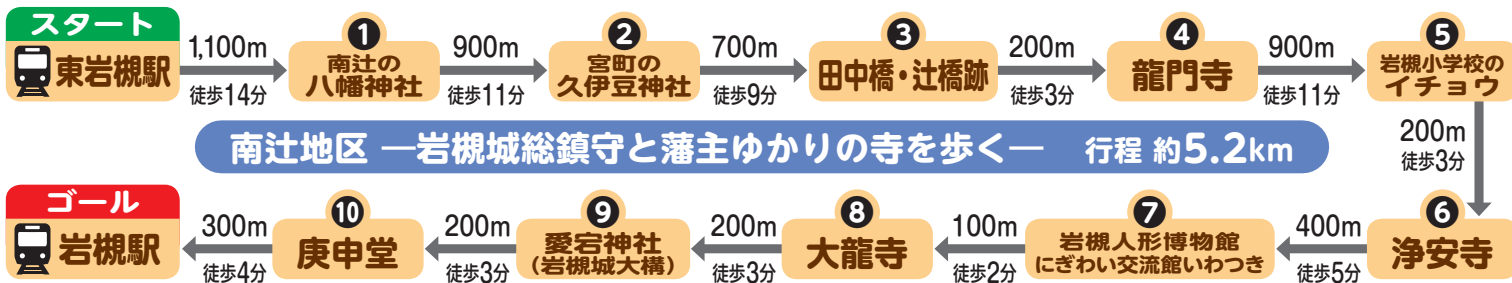 スタート
東岩槻駅
1,100m
徒歩14分
❶
南辻の
八幡神社
900m
徒歩11分
❷
宮町の
久伊豆神社
700m
徒歩9分
❸
田中橋・辻橋跡
200m
徒歩3分
❹
龍門寺
900m
徒歩11分
❺
岩槻小学校の
イチョウ
200m
徒歩3分
南辻地区 ―岩槻城総鎮守と藩主ゆかりの寺を歩く― 行程 約5.2km
❻
浄安寺
400m
徒歩5分
❼
岩槻人形博物館
にぎわい交流館いわつき
100m
徒歩2分
❽
大龍寺
200m
徒歩3分
❾
愛宕神社
(岩槻城大構)
200m
徒歩3分
❿
庚申堂
300m
徒歩4分
ゴール
岩槻駅